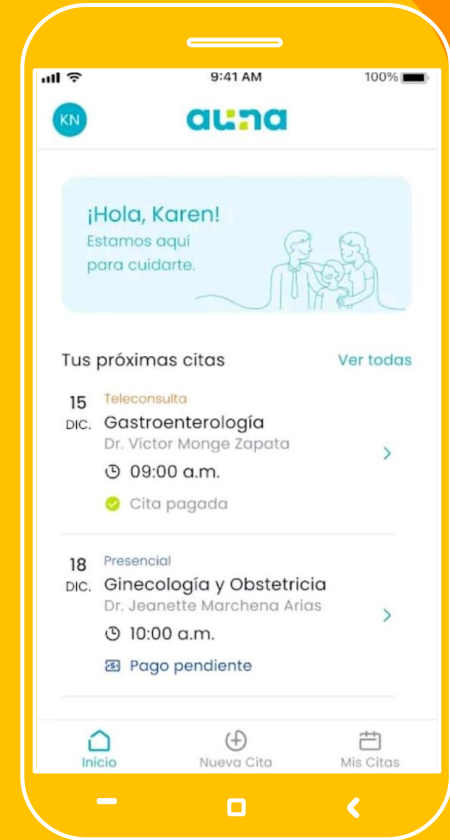 9:41 AM
100%
KN
auna
¡Hola, Karen!
Estamos aquí
para cuidarte.
Tus próximas citas
Ver todas
15
DIC.
Teleconsulta
Gastroenterología
Dr. Victor Monge Zapata
09:00 a.m.
Cita pagada
18
DIC.
Presencial
Ginecología y Obstetricia
Dr. Jeanette Marchena Arias
10:00 a.m.
Pago pendiente
Inicio
Nueva Cita
Mis Citas